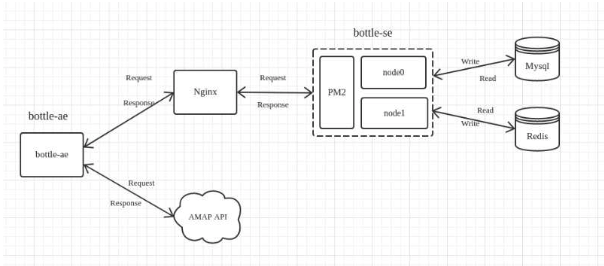 bottle-se
Request
Response
Nginx
Request
Response
PM2
node0
node1
Write
Read
Mysql
Read
Write
Redis
bottle-ae
bottle-ae
Request
Response
AMAP API